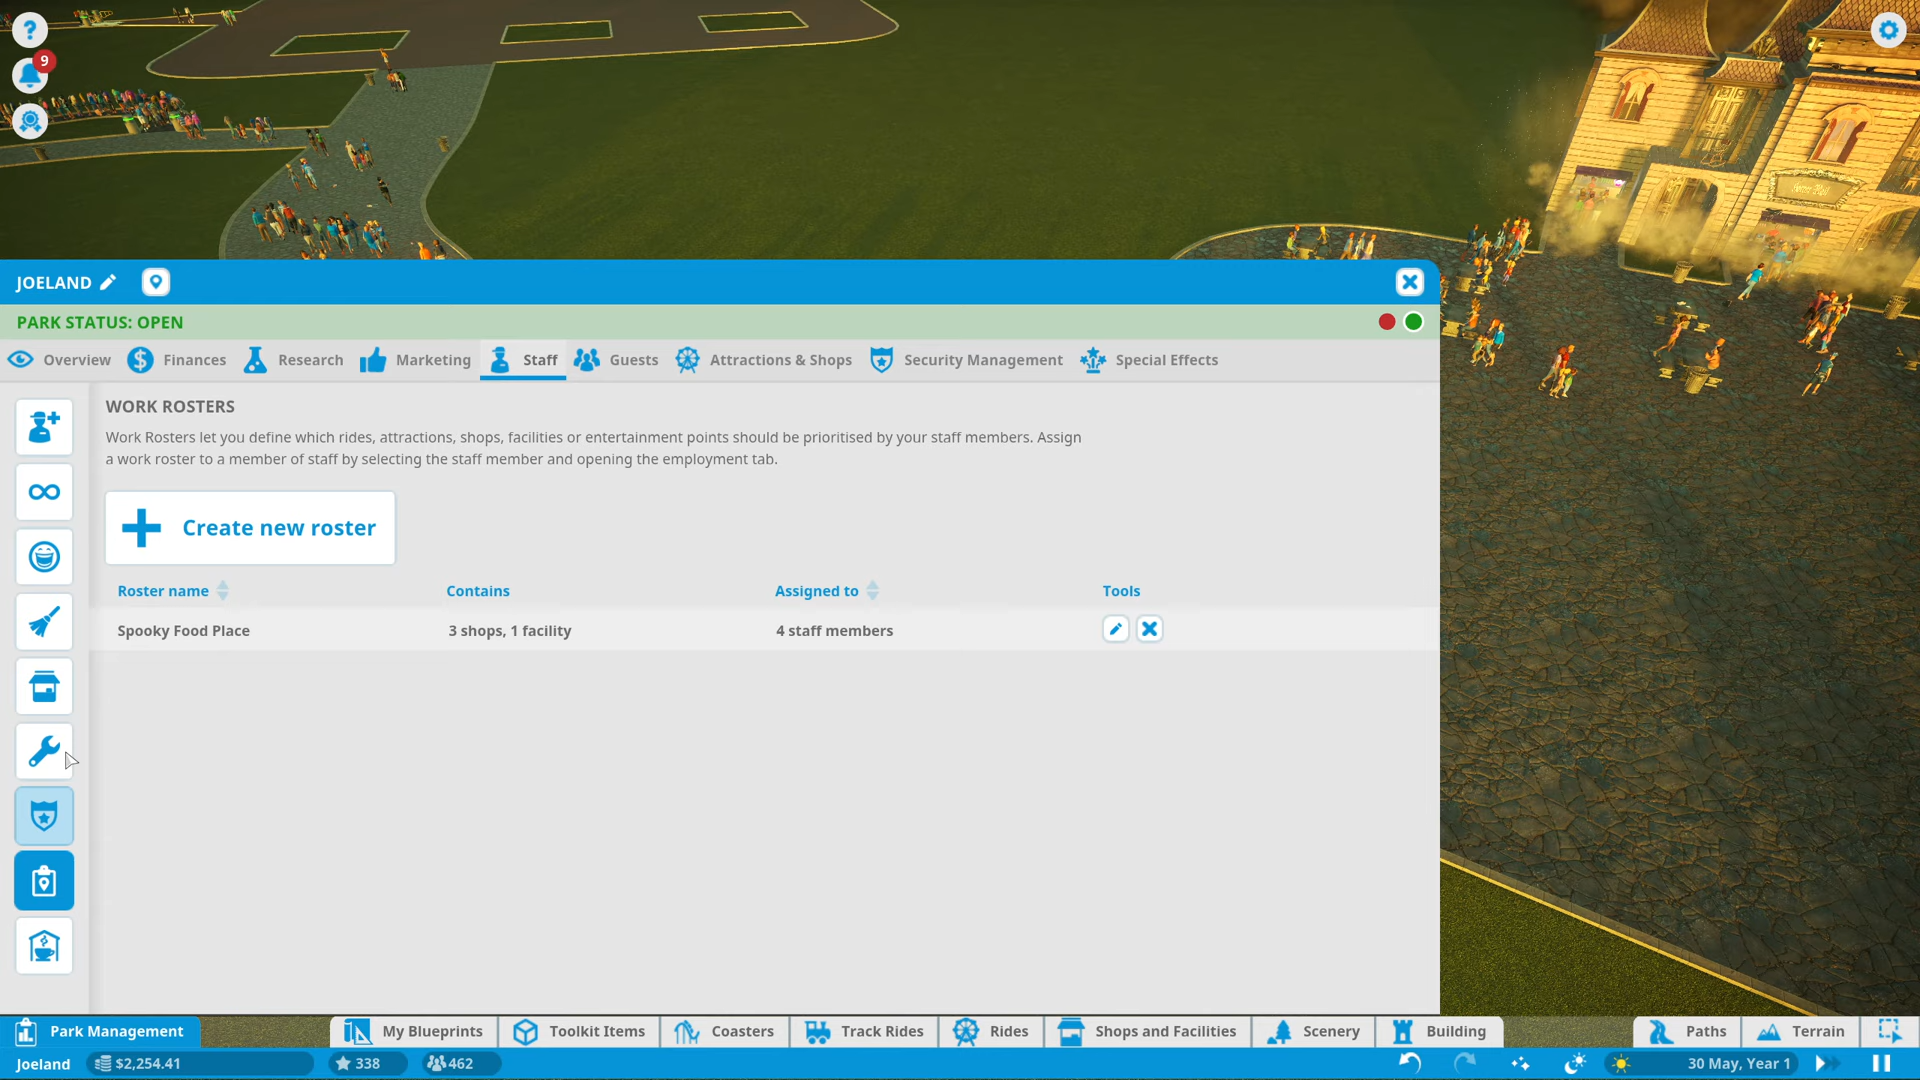 ?
9
JOELAND
PARK STATUS: OPEN
Overview Finances Research Marketing Staff Guests Attractions & Shops Security Management Special Effects
WORK ROSTERS
Work Rosters let you define which rides, attractions, shops, facilities or entertainment points should be prioritised by your staff members. Assign
a work roster to a member of staff by selecting the staff member and opening the employment tab.
Create new roster
Roster name Contains Assigned to Tools
Spooky Food Place 3 shops, 1 facility 4 staff members
Park Management My Blueprints Toolkit Items Coasters Track Rides Rides Shops and Facilities Scenery Building Paths Terrain
Joeland $2,254.41 338 462 30 May, Year 1